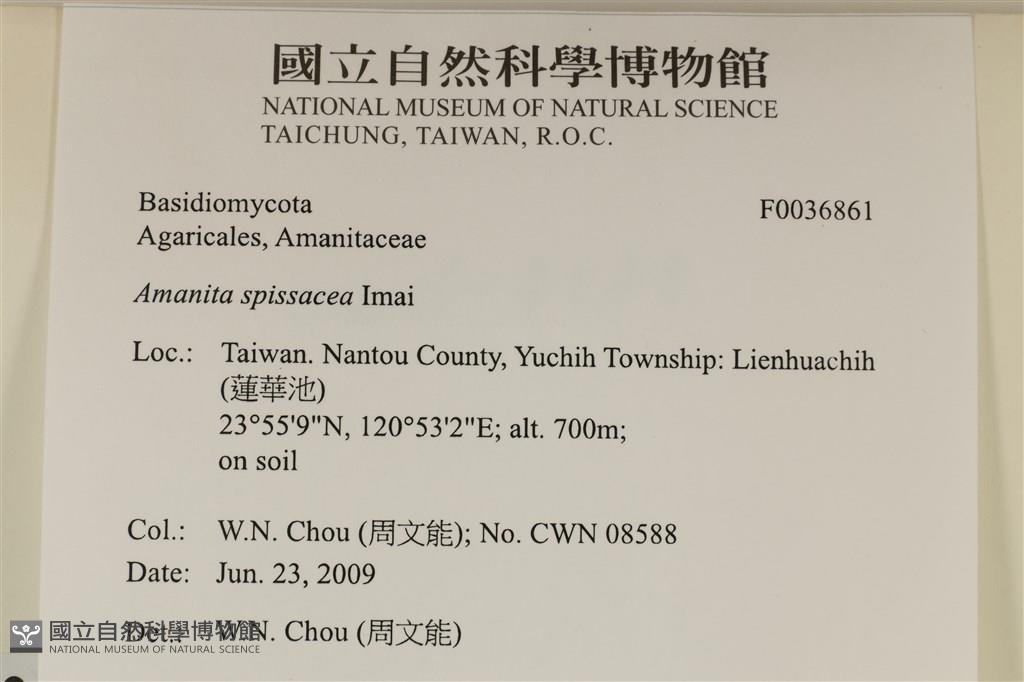 國立自然科學博物館
NATIONAL MUSEUM OF NATURAL SCIENCE
TAICHUNG, TAIWAN, R.O.C.
Basidiomycota
F0036861
Agaricales, Amanitaceae
Amanita spissacea Imai
Loc.: Taiwan. Nantou County, Yuchih Township: Lienhuachih
(蓮華池)
23°55'9"N, 120°53'2"E; alt. 700m;
on soil
Col.: W.N. Chou (周文能); No. CWN 08588
Date: Jun. 23, 2009
Det.: W.N. Chou (周文能)
國立自然科學博物館
NATIONAL MUSEUM OF NATURAL SCIENCE